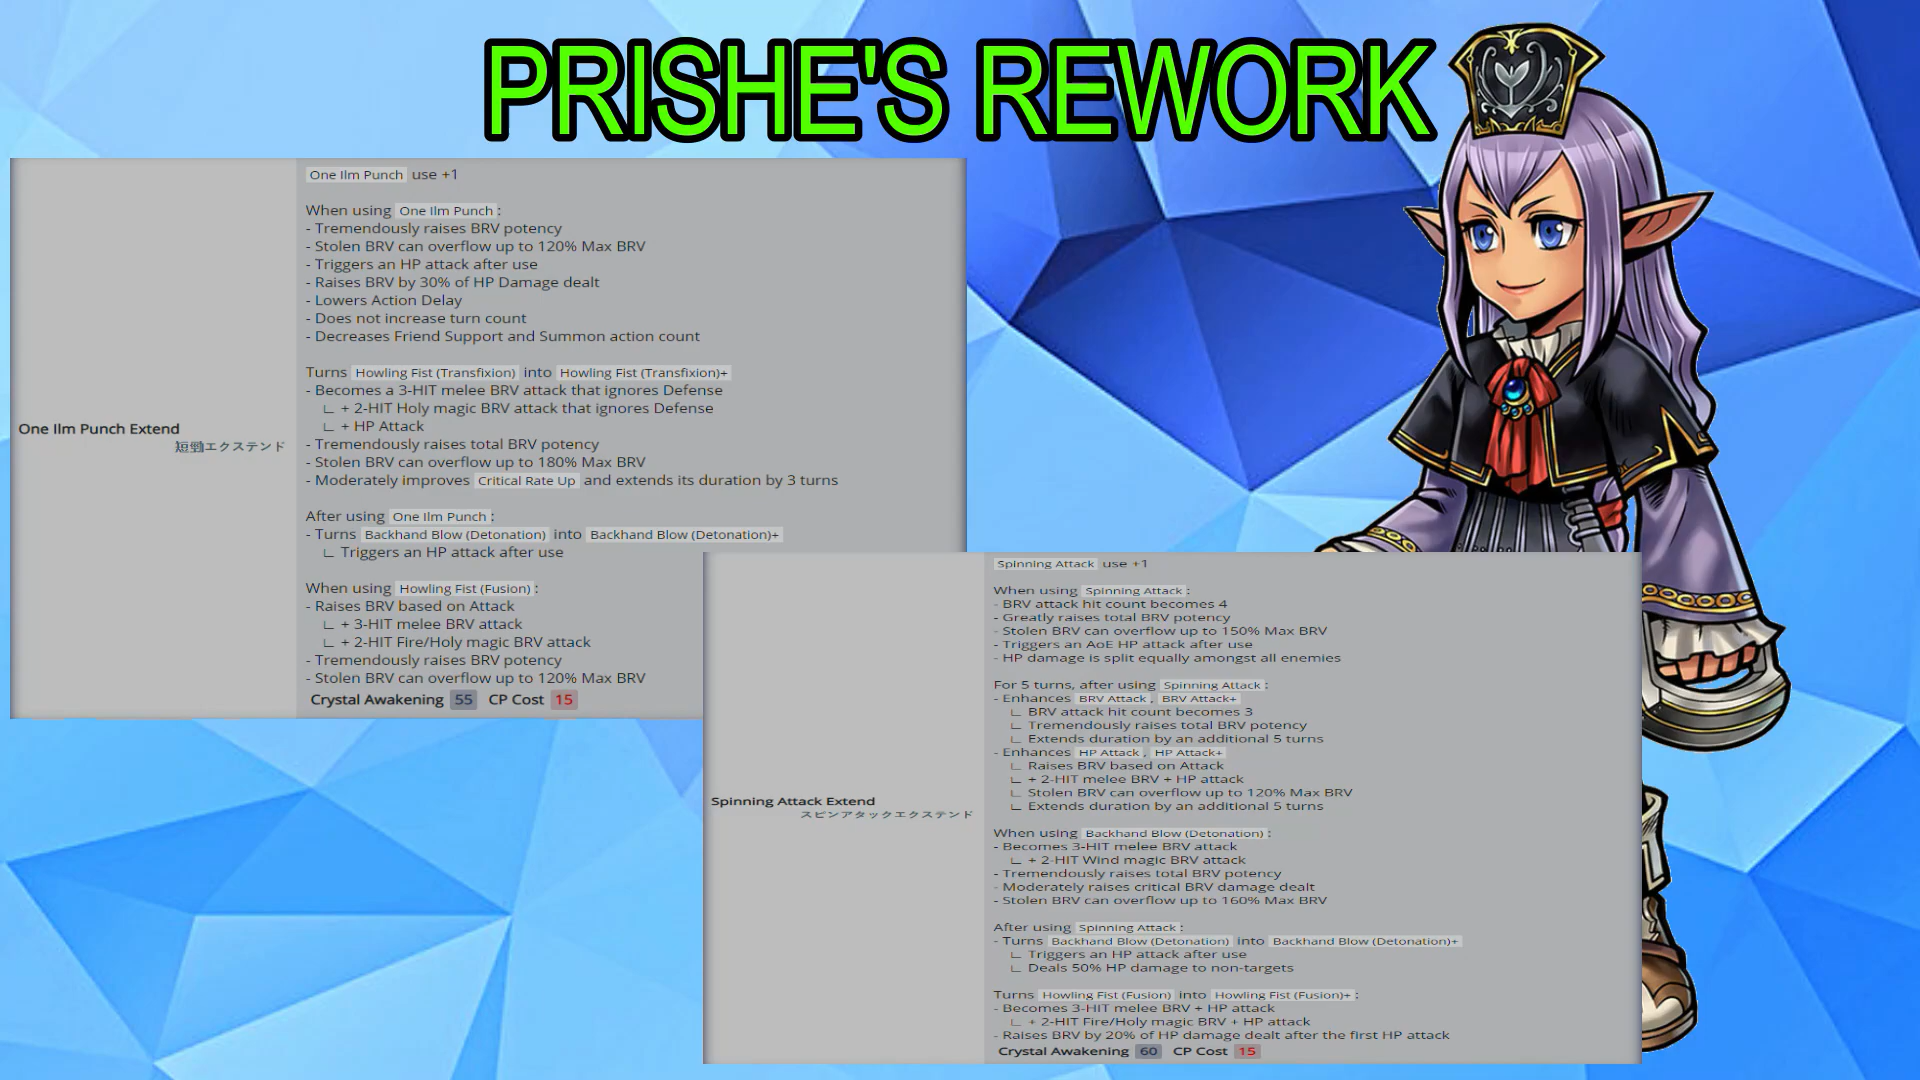 PRISHE'S REWORK
One Ilm Punch Extend
エクステンド
One Ilm Punch use +1
When using One Ilm Punch :
- Tremendously raises BRV potency
- Stolen BRV can overflow up to 120% Max BRV
- Triggers an HP attack after use
- Raises BRV by 30% of HP Damage dealt
- Lowers Action Delay
- Does not increase turn count
- Decreases Friend Support and Summon action count
Turns Howling Fist (Transfixion) into Howling Fist (Transfixion)+
- Becomes a 3-HIT melee BRV attack that ignores Defense
∟ + 2-HIT Holy magic BRV attack that ignores Defense
∟ + HP Attack
- Tremendously raises total BRV potency
- Stolen BRV can overflow up to 180% Max BRV
- Moderately improves Critical Rate Up and extends its duration by 3 turns
After using One Ilm Punch :
- Turns Backhand Blow (Detonation) into Backhand Blow (Detonation)+
∟ Triggers an HP attack after use
When using Howling Fist (Fusion) :
- Raises BRV based on Attack
∟ + 3-HIT melee BRV attack
∟ + 2-HIT Fire/Holy magic BRV attack
- Tremendously raises BRV potency
- Stolen BRV can overflow up to 120% Max BRV
Crystal Awakening 55 CP Cost 15
Spinning Attack Extend
スピンアタックエクステンド
Spinning Attack use +1
When using Spinning Attack :
- BRV attack hit count becomes 4
- Greatly raises total BRV potency
- Stolen BRV can overflow up to 150% Max BRV
- Triggers an AoE HP attack after use
- HP damage is split equally amongst all enemies
For 5 turns, after using Spinning Attack :
- Enhances BRV Attack , BRV Attack+
∟ BRV attack hit count becomes 3
∟ Tremendously raises total BRV potency
∟ Extends duration by an additional 5 turns
- Enhances HP Attack , HP Attack+
∟ Raises BRV based on Attack
∟ + 2-HIT melee BRV + HP attack
∟ Stolen BRV can overflow up to 120% Max BRV
∟ Extends duration by an additional 5 turns
When using Backhand Blow (Detonation) :
- Becomes 3-HIT melee BRV attack
∟ + 2-HIT Wind magic BRV attack
- Tremendously raises total BRV potency
- Moderately raises critical BRV damage dealt
- Stolen BRV can overflow up to 160% Max BRV
After using Spinning Attack :
- Turns Backhand Blow (Detonation) into Backhand Blow (Detonation)+
∟ Triggers an HP attack after use
∟ Deals 50% HP damage to non-targets
Turns Howling Fist (Fusion) into Howling Fist (Fusion)+ :
- Becomes 3-HIT melee BRV + HP attack
∟ + 2-HIT Fire/Holy magic BRV + HP attack
- Raises BRV by 20% of HP damage dealt after the first HP attack
Crystal Awakening 60 CP Cost 15